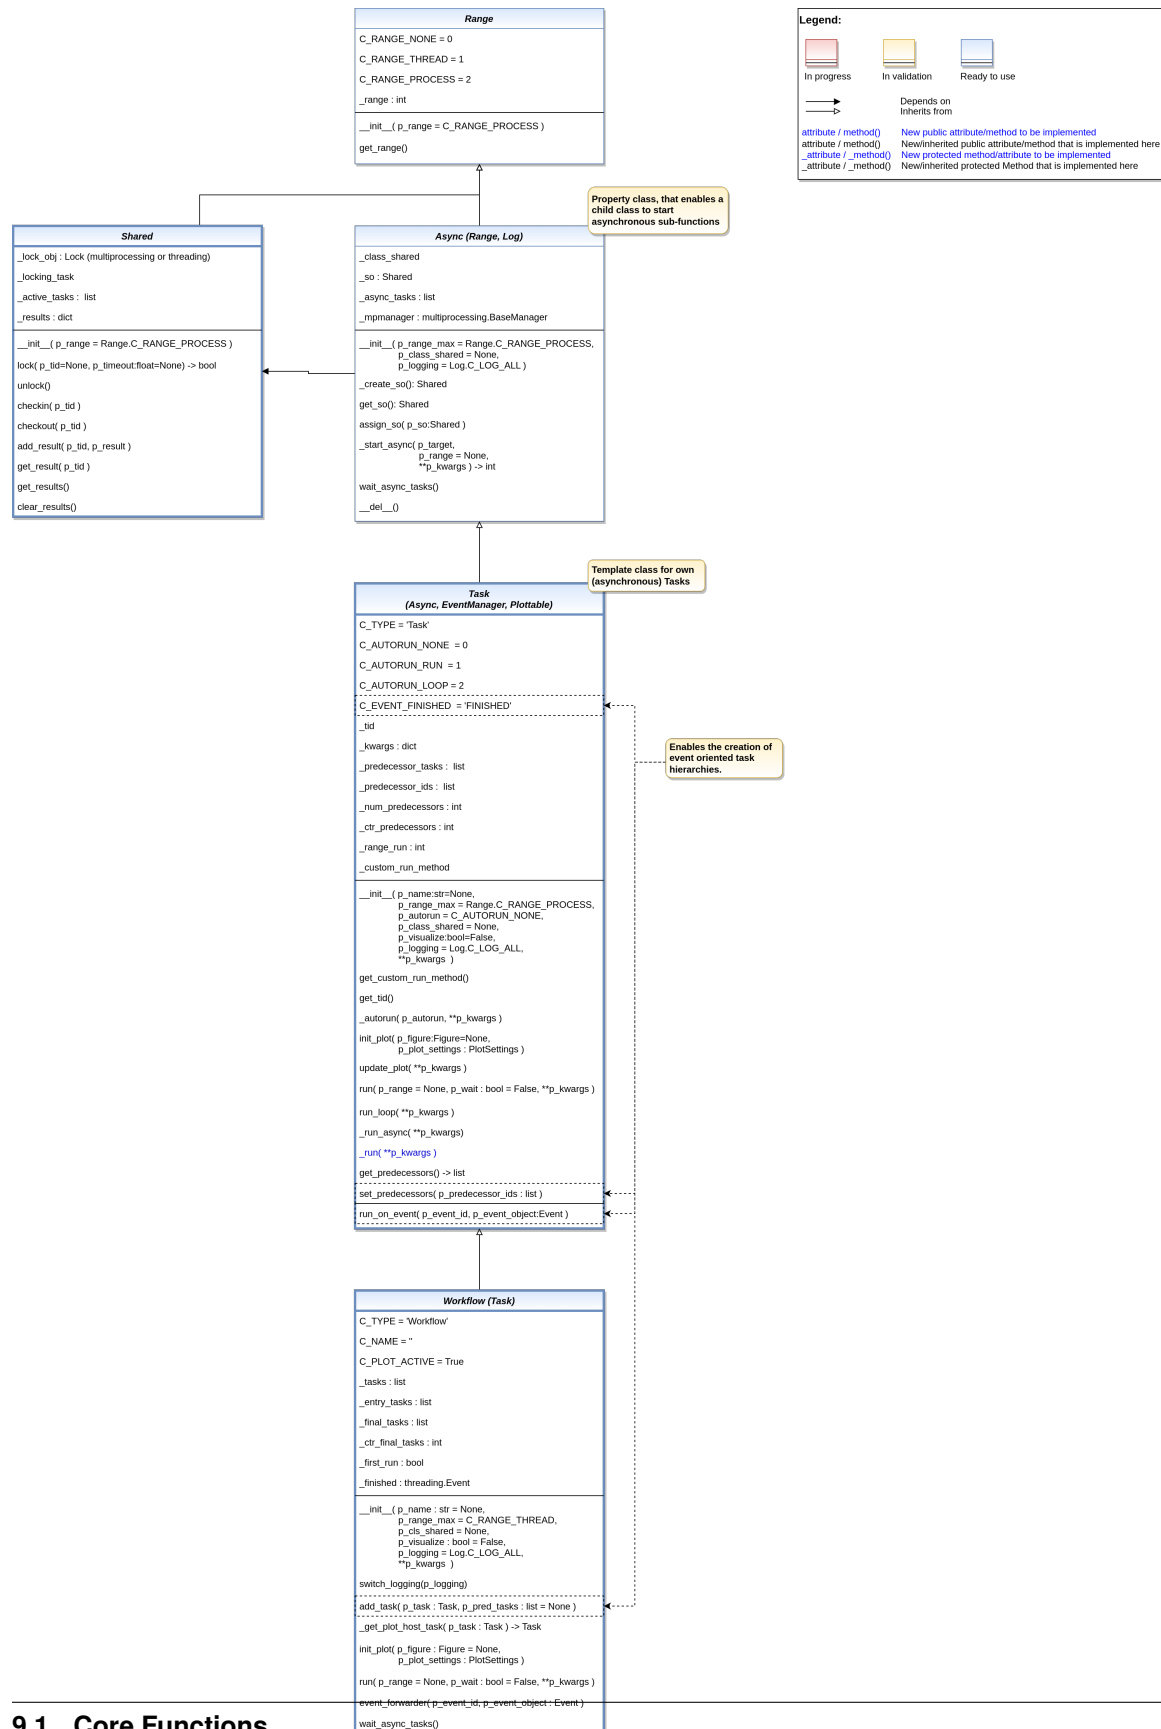 Range
C_RANGE_NONE = 0
C_RANGE_THREAD = 1
C_RANGE_PROCESS = 2
_range : int
__init__( p_range = C_RANGE_PROCESS )
get_range()
Legend:
In progress
In validation
Ready to use
Depends on
Inherits from
attribute / method() New public attribute/method to be implemented
attribute / method() New/inherited public attribute/method that is implemented here
_attribute / _method() New protected method/attribute to be implemented
_attribute / _method() New/inherited protected Method that is implemented here
Property class, that enables a
child class to start
asynchronous sub-functions
Shared
_lock_obj : Lock (multiprocessing or threading)
_locking_task
_active_tasks : list
_results : dict
__init__( p_range = Range.C_RANGE_PROCESS )
lock( p_tid=None, p_timeout:float=None) -> bool
unlock()
checkin( p_tid )
checkout( p_tid )
add_result( p_tid, p_result )
get_result( p_tid )
get_results()
clear_results()
Async (Range, Log)
_class_shared
_so : Shared
_async_tasks : list
_mpmanager : multiprocessing.BaseManager
__init__( p_range_max = Range.C_RANGE_PROCESS,
p_class_shared = None,
p_logging = Log.C_LOG_ALL )
_create_so(): Shared
get_so(): Shared
assign_so( p_so:Shared )
_start_async( p_target,
p_range = None,
**p_kwargs ) -> int
wait_async_tasks()
__del__()
Template class for own
(asynchronous) Tasks
Task
(Async, EventManager, Plottable)
C_TYPE = 'Task'
C_AUTORUN_NONE = 0
C_AUTORUN_RUN = 1
C_AUTORUN_LOOP = 2
C_EVENT_FINISHED = 'FINISHED'
_tid
_kwargs : dict
_predecessor_tasks : list
_predecessor_ids : list
_num_predecessors : int
_ctr_predecessors : int
_range_run : int
_custom_run_method
Enables the creation of
event oriented task
hierarchies.
__init__( p_name:str=None,
p_range_max = Range.C_RANGE_PROCESS,
p_autorun = C_AUTORUN_NONE,
p_class_shared = None,
p_visualize:bool=False,
p_logging = Log.C_LOG_ALL,
**p_kwargs )
get_custom_run_method()
get_tid()
_autorun( p_autorun, **p_kwargs )
init_plot( p_figure:Figure=None,
p_plot_settings : PlotSettings )
update_plot( **p_kwargs )
run( p_range = None, p_wait : bool = False, **p_kwargs )
run_loop( **p_kwargs )
_run_async( **p_kwargs)
_run( **p_kwargs )
get_predecessors() -> list
set_predecessors( p_predecessor_ids : list )
run_on_event( p_event_id, p_event_object:Event )
Workflow (Task)
C_TYPE = 'Workflow'
C_NAME = ''
C_PLOT_ACTIVE = True
_tasks : list
_entry_tasks : list
_final_tasks : list
_ctr_final_tasks : int
_first_run : bool
_finished : threading.Event
__init__( p_name : str = None,
p_range_max = C_RANGE_THREAD,
p_cls_shared = None,
p_visualize : bool = False,
p_logging = Log.C_LOG_ALL,
**p_kwargs )
switch_logging(p_logging)
add_task( p_task : Task, p_pred_tasks : list = None )
_get_plot_host_task( p_task : Task ) -> Task
init_plot( p_figure : Figure = None,
p_plot_settings : PlotSettings )
run( p_range = None, p_wait : bool = False, **p_kwargs )
event_forwarder( p_event_id, p_event_object : Event )
wait_async_tasks()
9.1. Core Functions